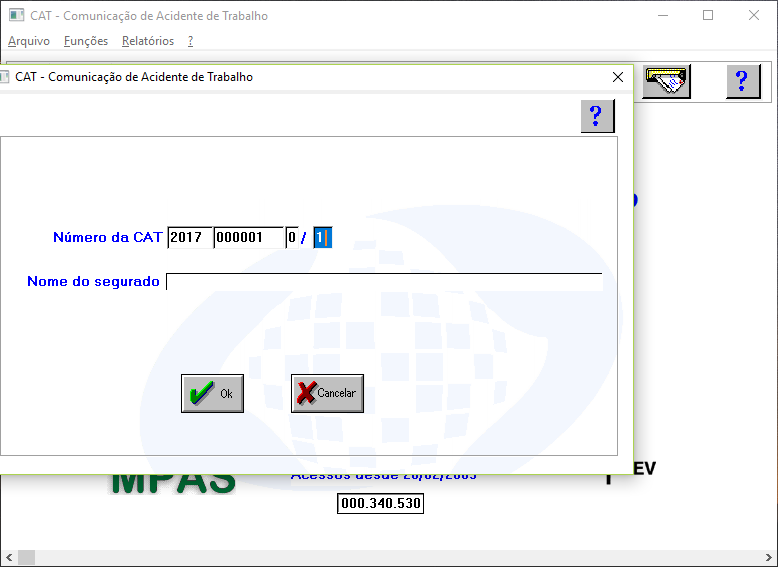 CAT - Comunicação de Acidente de Trabalho
Arquivo Funções Relatórios ?
CAT - Comunicação de Acidente de Trabalho
?
?
Número da CAT 2017 000001 0 / 1
Nome do segurado
Ok Cancelar
MPAS Acessos desde 20/02/2003 EV
000.340.530